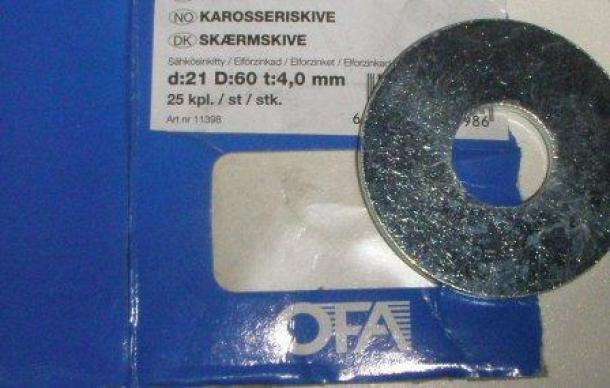 NO KAROSSERISKIVE
DK SKÆRMSKIVE
Sähkösinkitty / Elförzinkad / Elforzinket / Elforzinkad
d:21 D:60 t:4,0 mm
25 kpl. / st / stk.
Art nr 11398
6 986
OFA